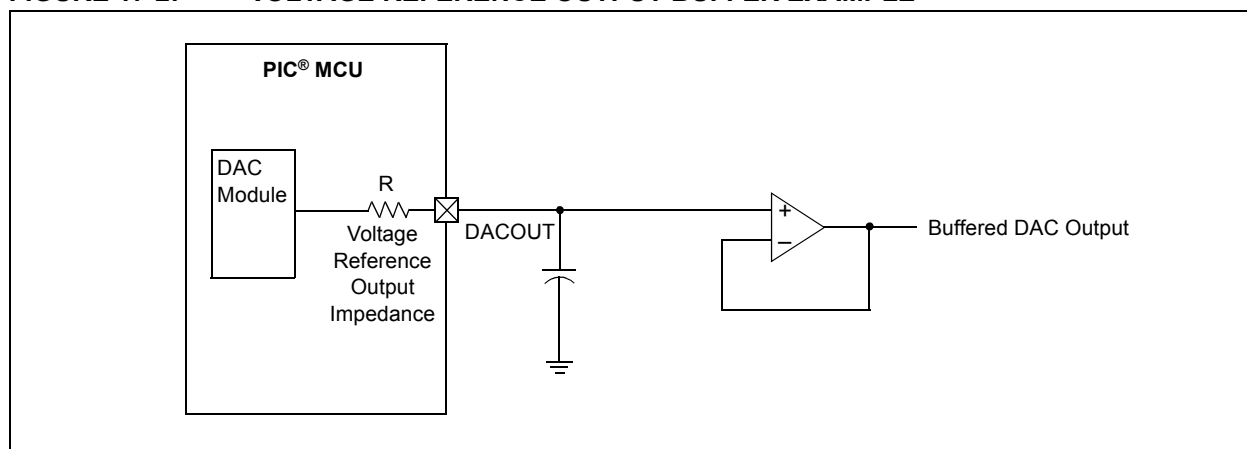 PIC® MCU
DAC
Module
R
Voltage
Reference
Output
Impedance
DACOUT
+
–
Buffered DAC Output